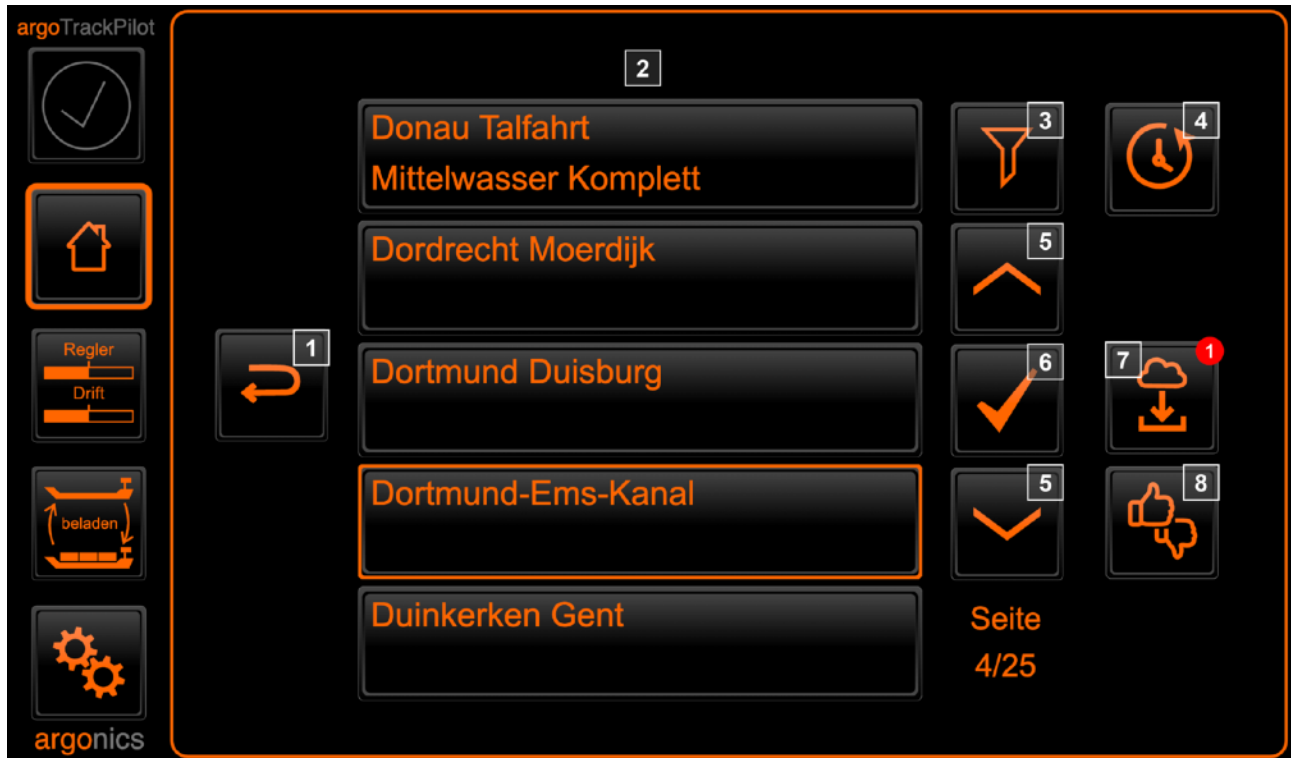 argoTrackPilot
2
Donau Talfahrt
Mittelwasser Komplett
3
4
Dordrecht Moerdijk
5
Regler
Drift
1
Dortmund Duisburg
6
7
1
beladen
Dortmund-Ems-Kanal
5
8
Duinkerken Gent
Seite
4/25
argonics